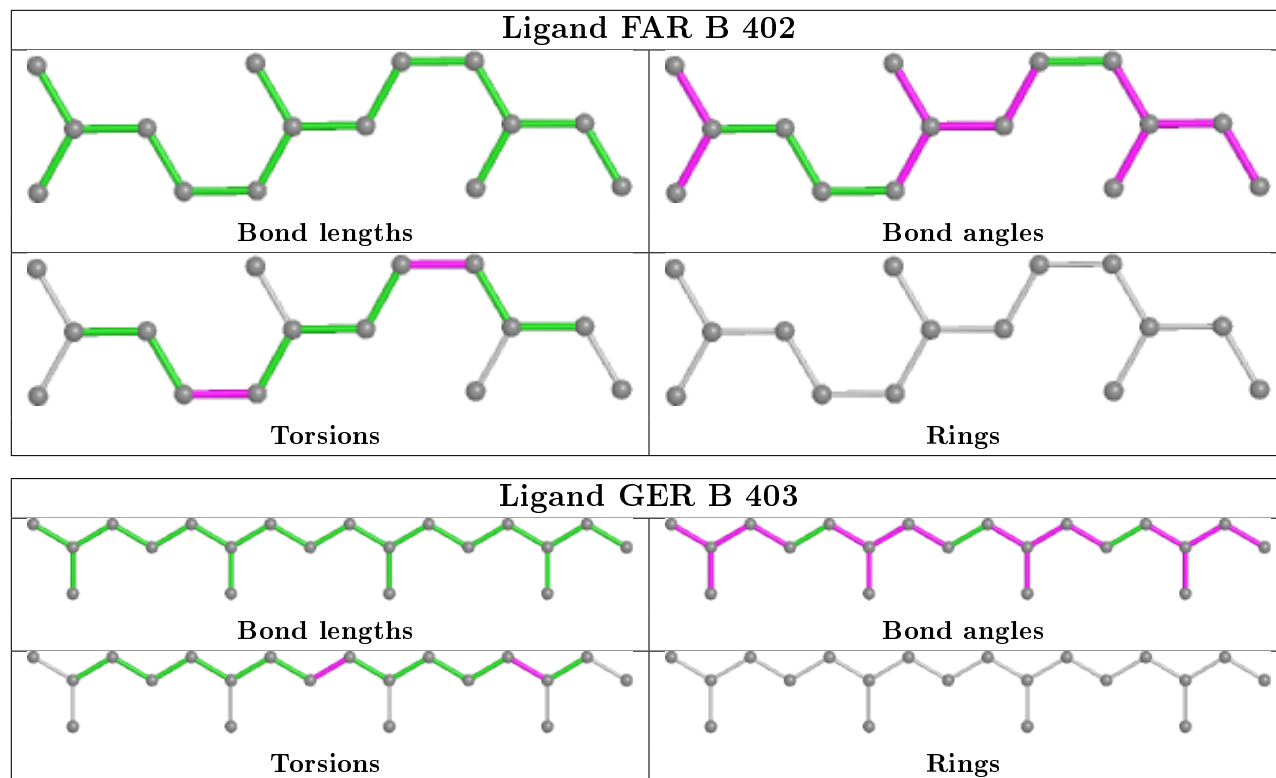 Ligand FAR B 402
Bond lengths
Bond angles
Torsions
Rings
Ligand GER B 403
Bond lengths
Bond angles
Torsions
Rings